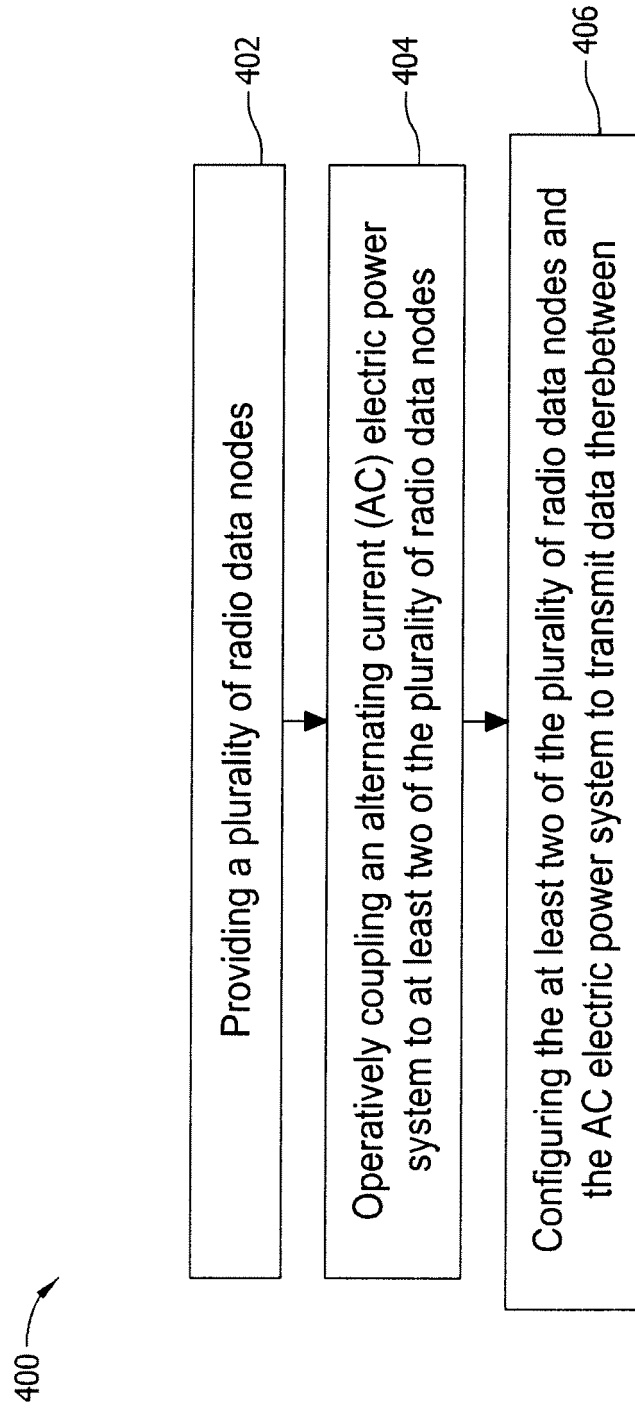 400
Providing a plurality of radio data nodes
402
Operatively coupling an alternating current (AC) electric power
system to at least two of the plurality of radio data nodes
404
Configuring the at least two of the plurality of radio data nodes and
the AC electric power system to transmit data therebetween
406